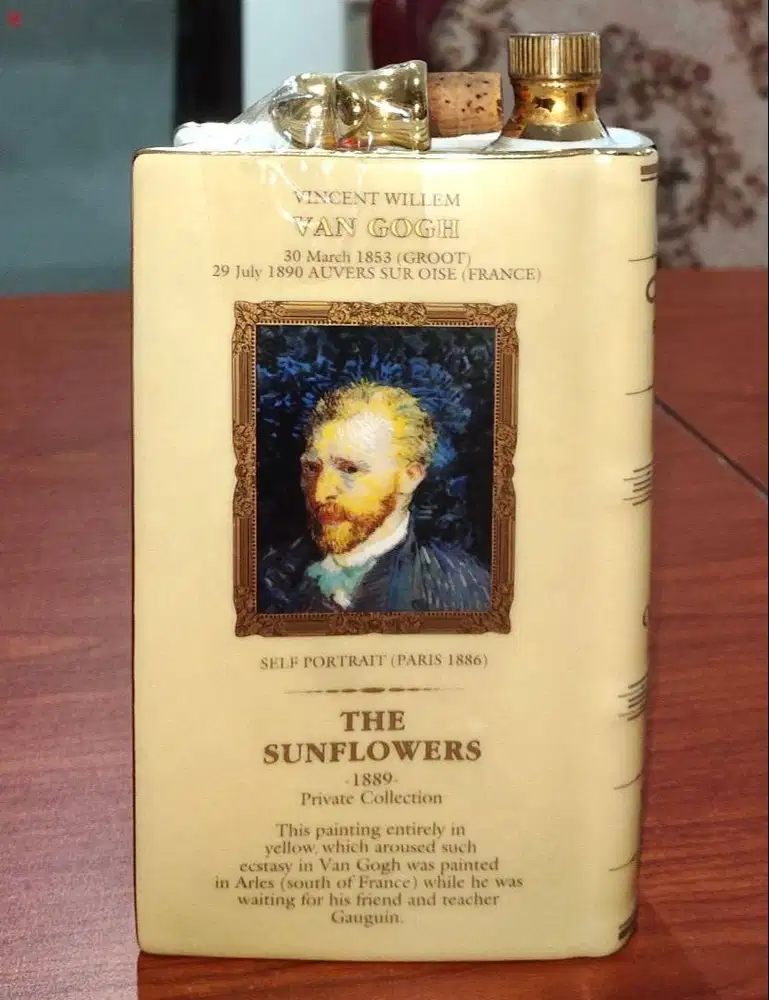 VINCENT WILLEM
VAN GOGH
30 March 1853 (GROOT)
29 July 1890 AUVERS SUR OISE (FRANCE)
SELF PORTRAIT (PARIS 1886)
THE
SUNFLOWERS
-1889-
Private Collection
This painting entirely in
yellow, which aroused such
ecstasy in Van Gogh was painted
in Arles (south of France) while he was
waiting for his friend and teacher
Gauguin.